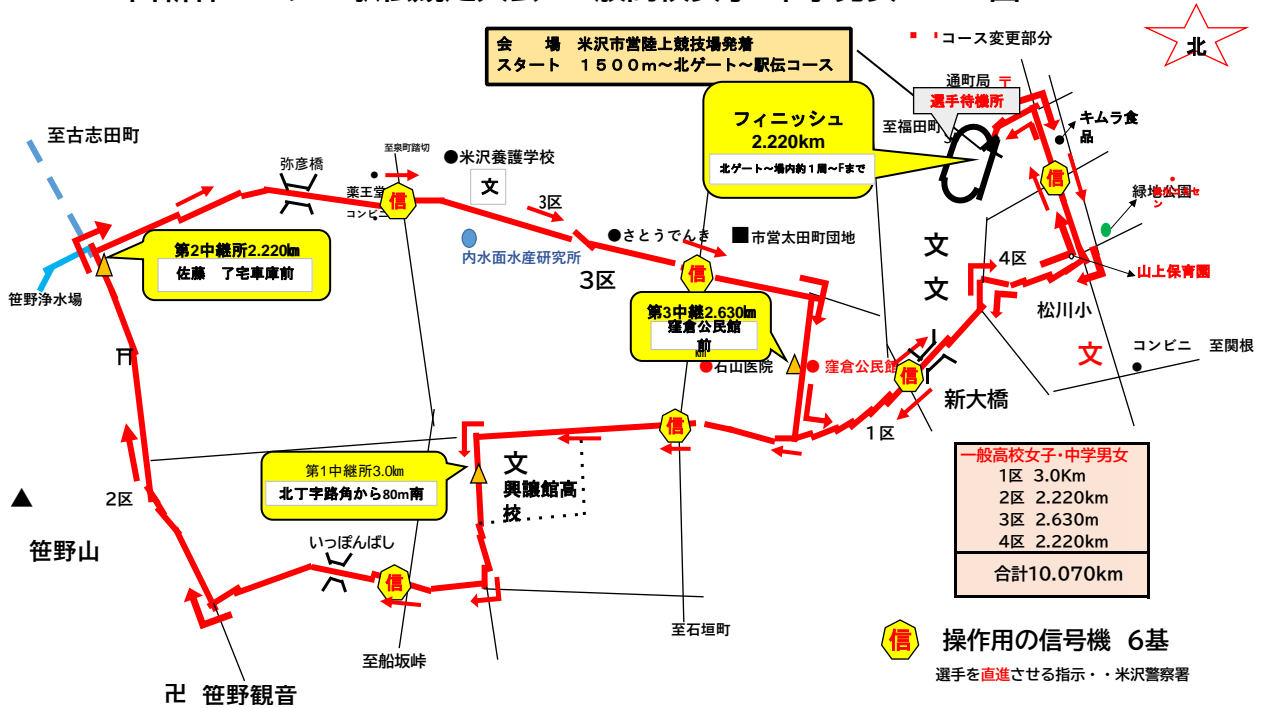 会　　場　米沢市営陸上競技場発着
スタート　１５００ｍ～北ゲート～駅伝コース
コース変更部分
北
通町局 〒
選手待機所
フィニッシュ
2.220km
北ゲート～場内約１周～Fまで
至福田町
キムラ食
品
信
緑地公園
至古志田町
弥彦橋
至泉町踏切
●米沢養護学校
文
薬王堂
コンビニ
信
3区
●さとうでんき
■市営太田町団地
内水面水産研究所
3区
信
文
文
4区
山上保育園
松川小
文
コンビニ
至関根
第2中継所2.220㎞
佐藤　了宅車庫前
笹野浄水場
第3中継2.630㎞
窪倉公民館
前
●石山医院
●窪倉公民館
信
新大橋
1区
信
第1中継所3.0㎞
北丁字路角から80m南
文
興譲館高
校
2区
▲
笹野山
いっぽんばし
信
一般高校女子・中学男女
1区 3.0Km
2区 2.220km
3区 2.630m
4区 2.220km
合計10.070km
至石垣町
至船坂峠
卍 笹野観音
信 操作用の信号機 6基
選手を直進させる指示・・米沢警察署